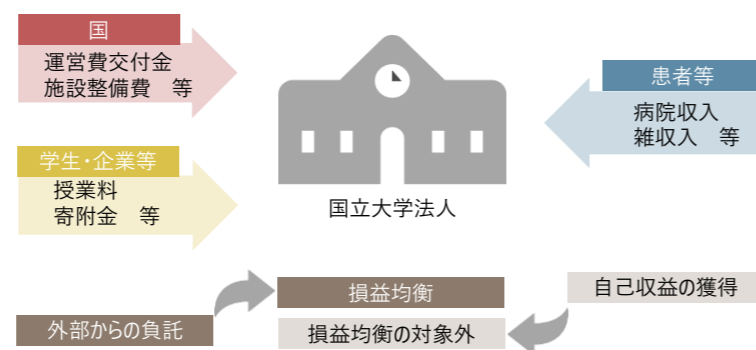 国
運営費交付金
施設整備費　等
学生・企業等
授業料
寄附金　等
国立大学法人
患者等
病院収入
雑収入　等
外部からの負託
損益均衡
損益均衡の対象外
自己収益の獲得